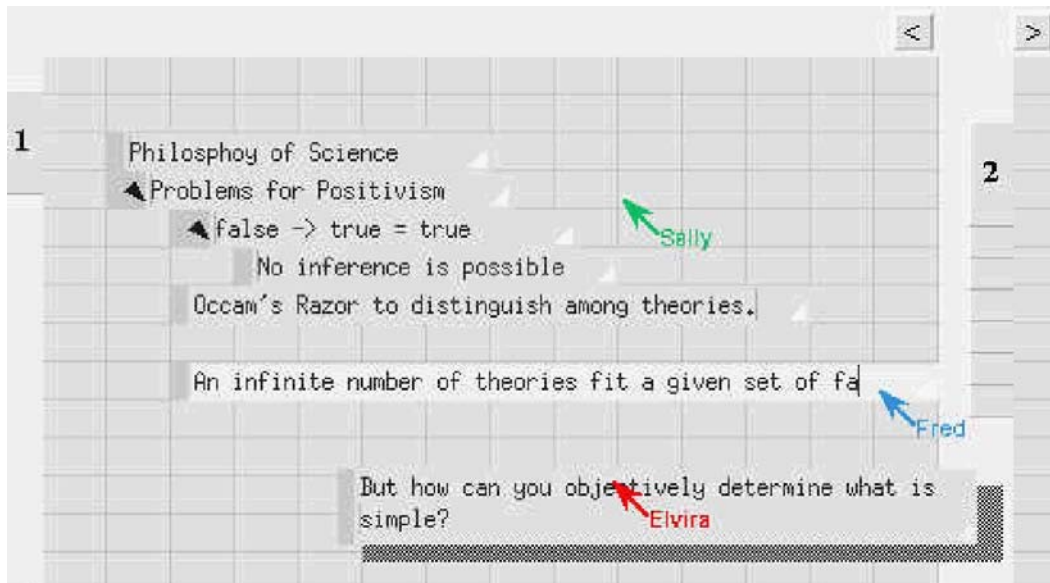 < >
1
Philosphoy of Science
2
Problems for Positivism
false -> true = true
Sally
No inference is possible
Occam's Razor to distinguish among theories.
An infinite number of theories fit a given set of fa
Fred
But how can you objectively determine what is
simple?
Elvira